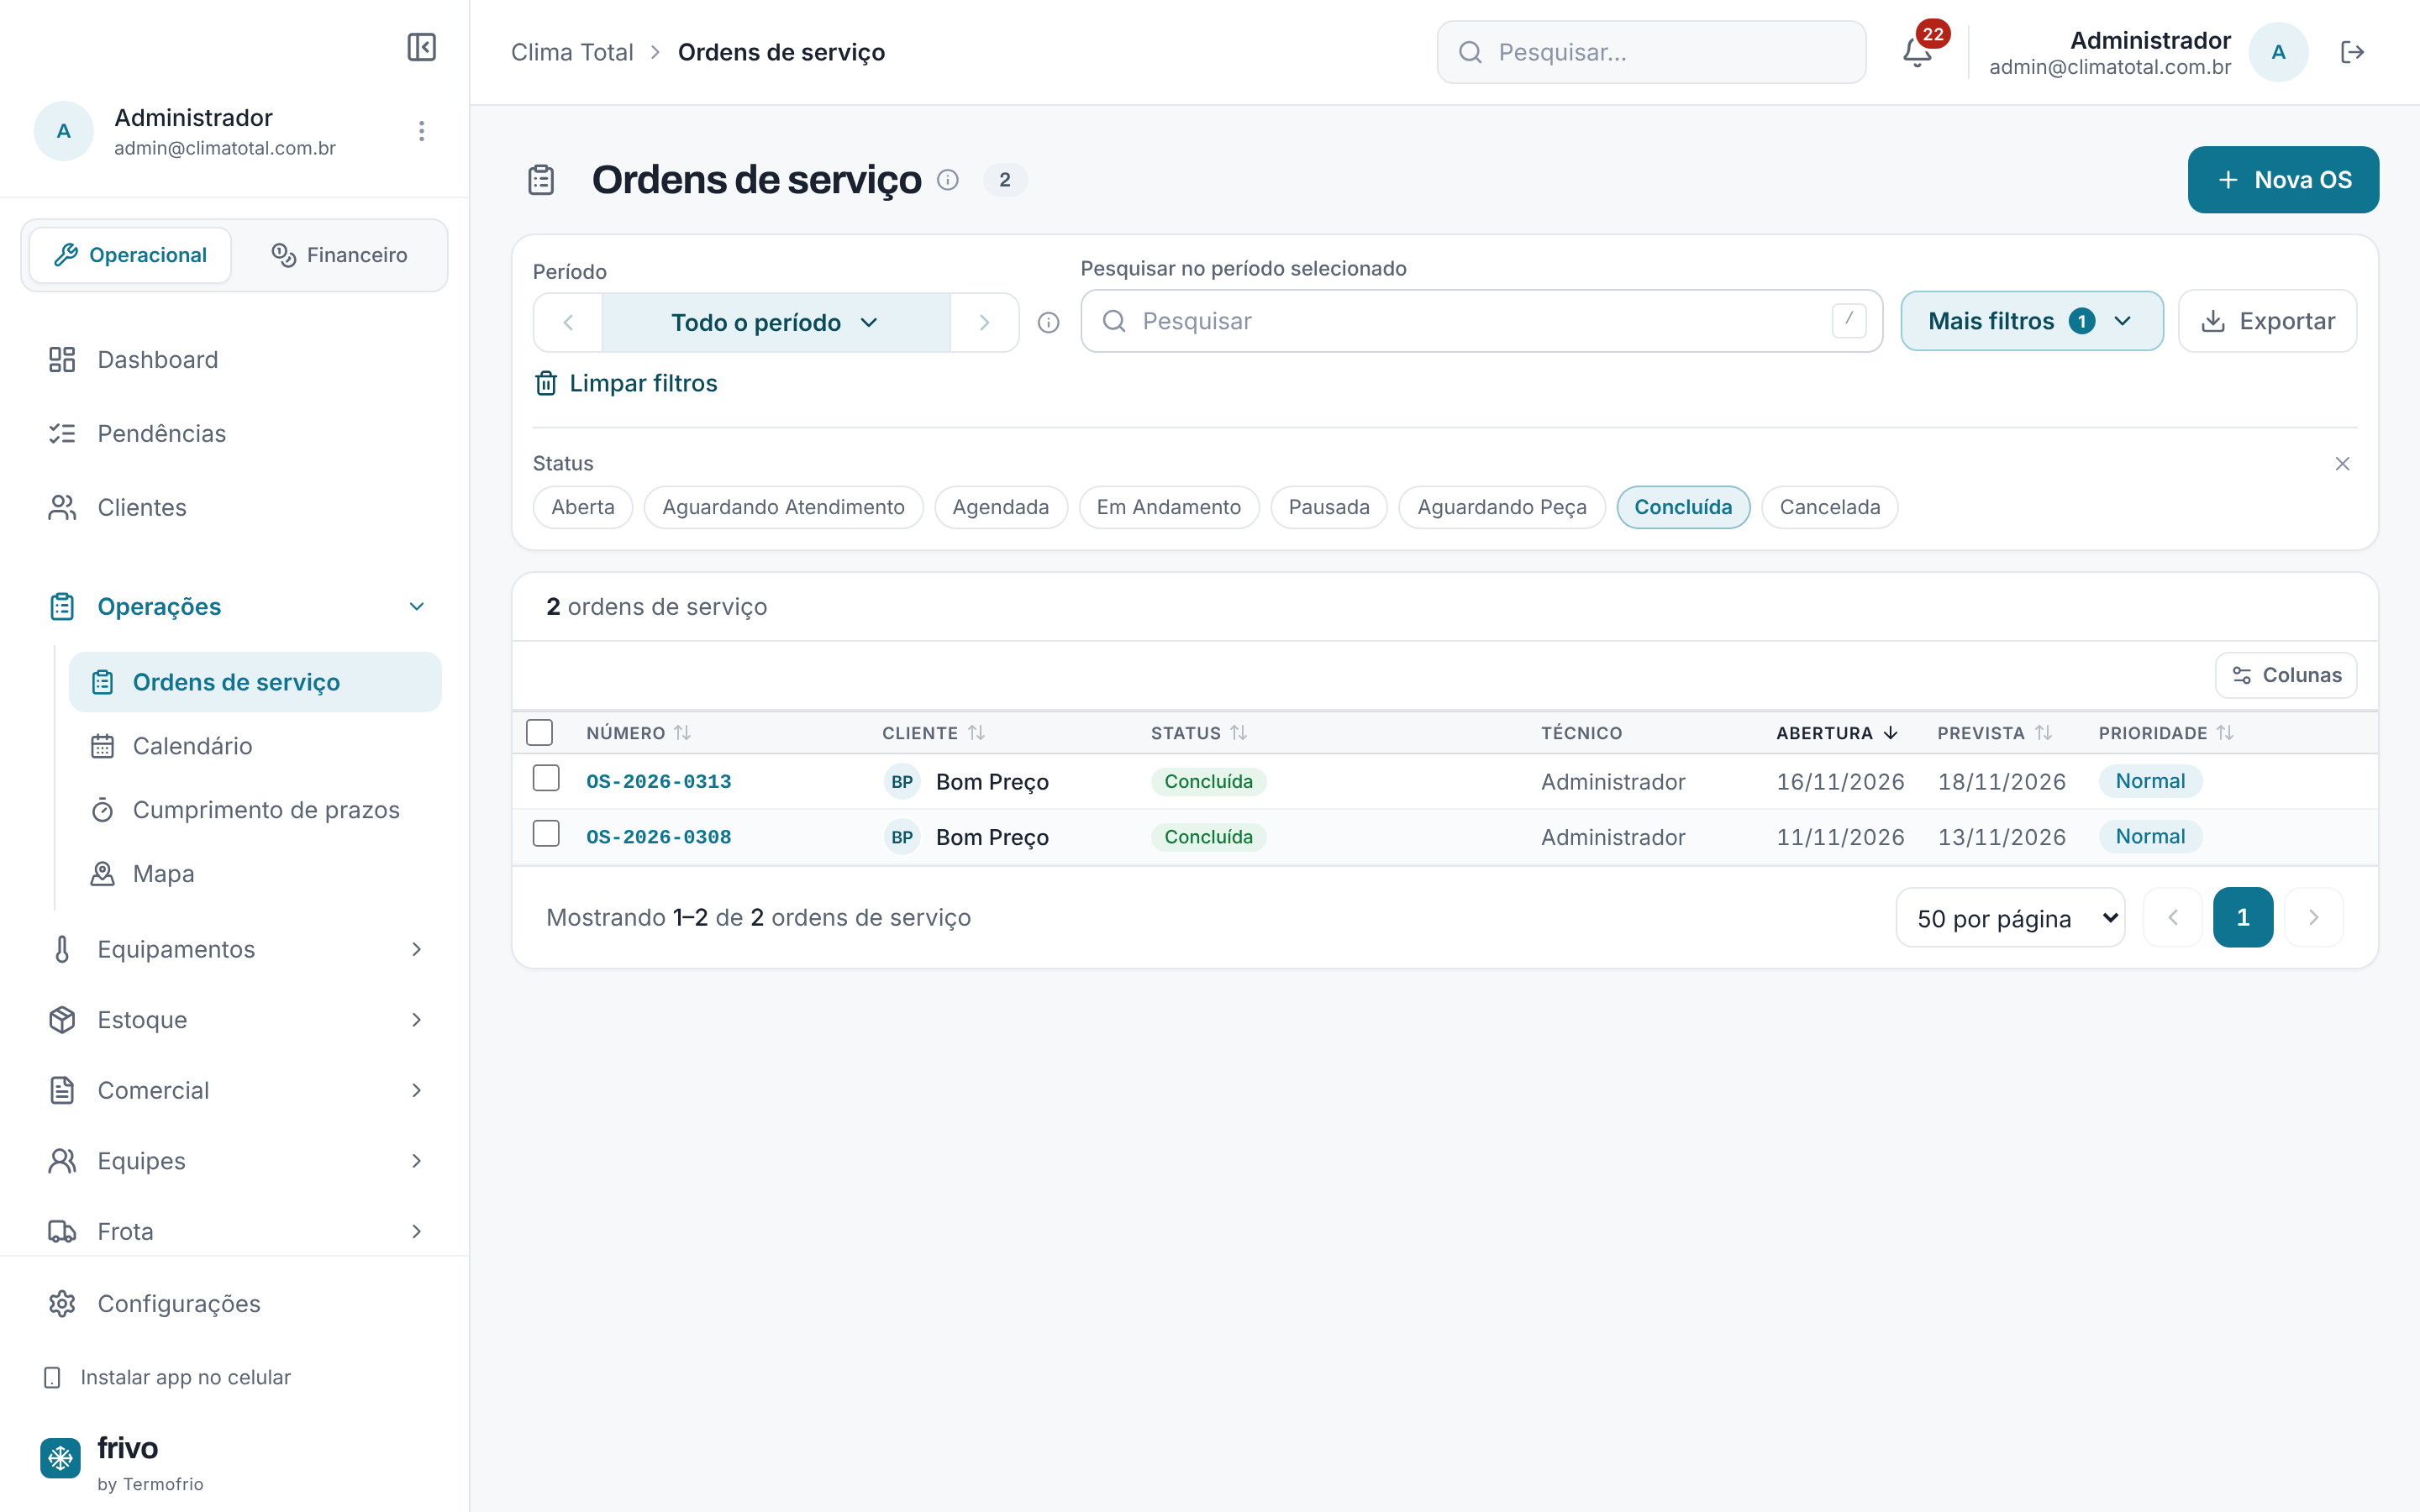 A
Administrador
admin@climatotal.com.br
Operacional
Financeiro
Dashboard
Pendências
Clientes
Operações
Ordens de serviço
Calendário
Cumprimento de prazos
Mapa
Equipamentos
Estoque
Comercial
Equipes
Frota
Configurações
Instalar app no celular
frivo
by Termofrio
Clima Total > Ordens de serviço
Pesquisar...
22
Administrador
admin@climatotal.com.br
A
Ordens de serviço 2
+ Nova OS
Período
Todo o período
Pesquisar no período selecionado
Pesquisar /
Mais filtros 1
Exportar
Limpar filtros
Status
Aberta Aguardando Atendimento Agendada Em Andamento Pausada Aguardando Peça Concluída Cancelada
2 ordens de serviço
Colunas
NÚMERO CLIENTE STATUS TÉCNICO ABERTURA PREVISTA PRIORIDADE
OS-2026-0313 BP Bom Preço Concluída Administrador 16/11/2026 18/11/2026 Normal
OS-2026-0308 BP Bom Preço Concluída Administrador 11/11/2026 13/11/2026 Normal
Mostrando 1–2 de 2 ordens de serviço
50 por página
1